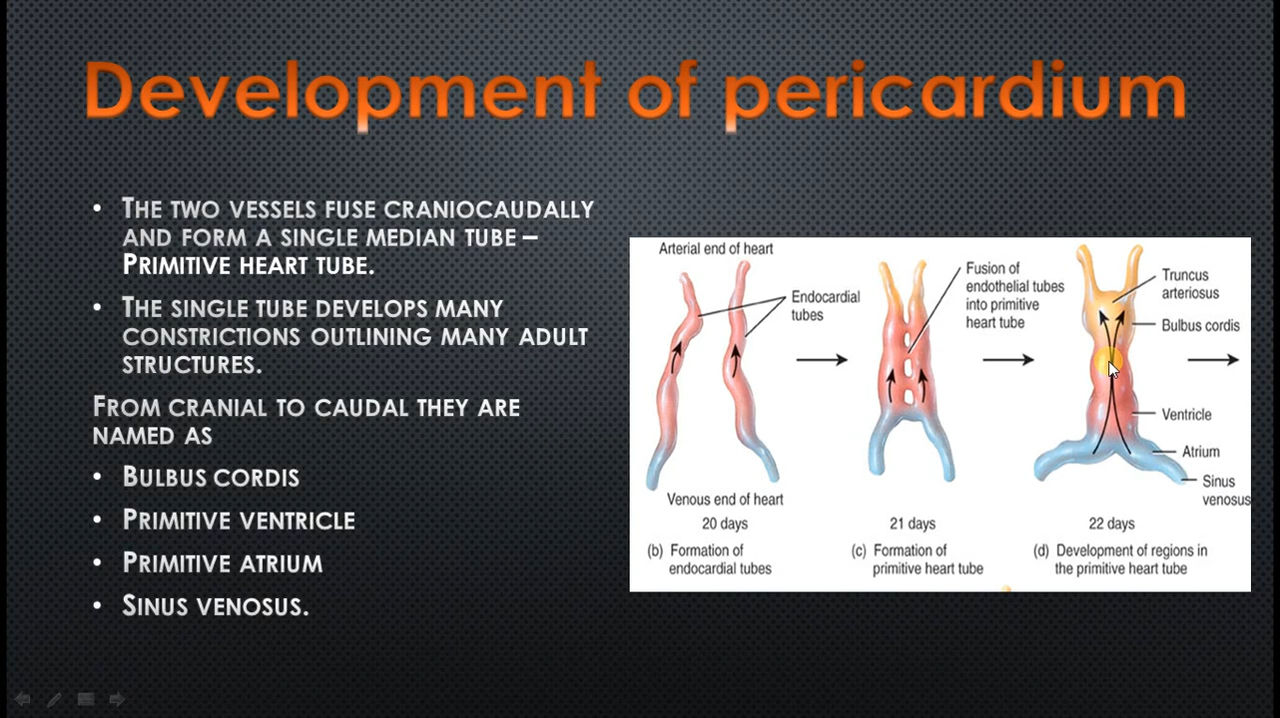 Development of pericardium
• The two vessels fuse craniocaudally
and form a single median tube –
Primitive heart tube.
• The single tube develops many
constrictions outlining many adult
structures.
From cranial to caudal they are
named as
• Bulbus cordis
• Primitive ventricle
• Primitive atrium
• Sinus venosus.
Arterial end of heart
Endocardial
tubes
Venous end of heart
20 days
(b) Formation of
endocardial tubes
Fusion of
endothelial tubes
into primitive
heart tube
21 days
(c) Formation of
primitive heart tube
Truncus
arteriosus
Bulbus cordis
Ventricle
Atrium
Sinus
venosus
22 days
(d) Development of regions in
the primitive heart tube